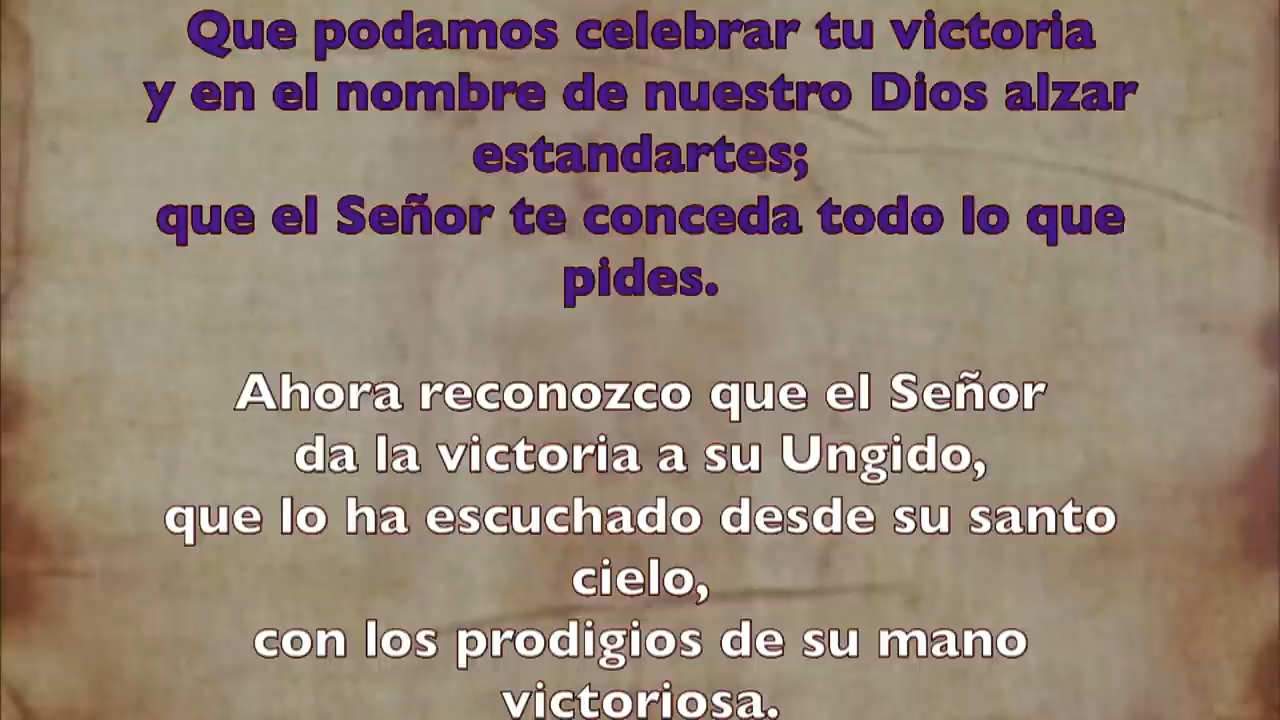 Que podamos celebrar tu victoria
y en el nombre de nuestro Dios alzar
estandartes;
que el Señor te conceda todo lo que
pides.
Ahora reconozco que el Señor
da la victoria a su Ungido,
que lo ha escuchado desde su santo
cielo,
con los prodigios de su mano
victoriosa.